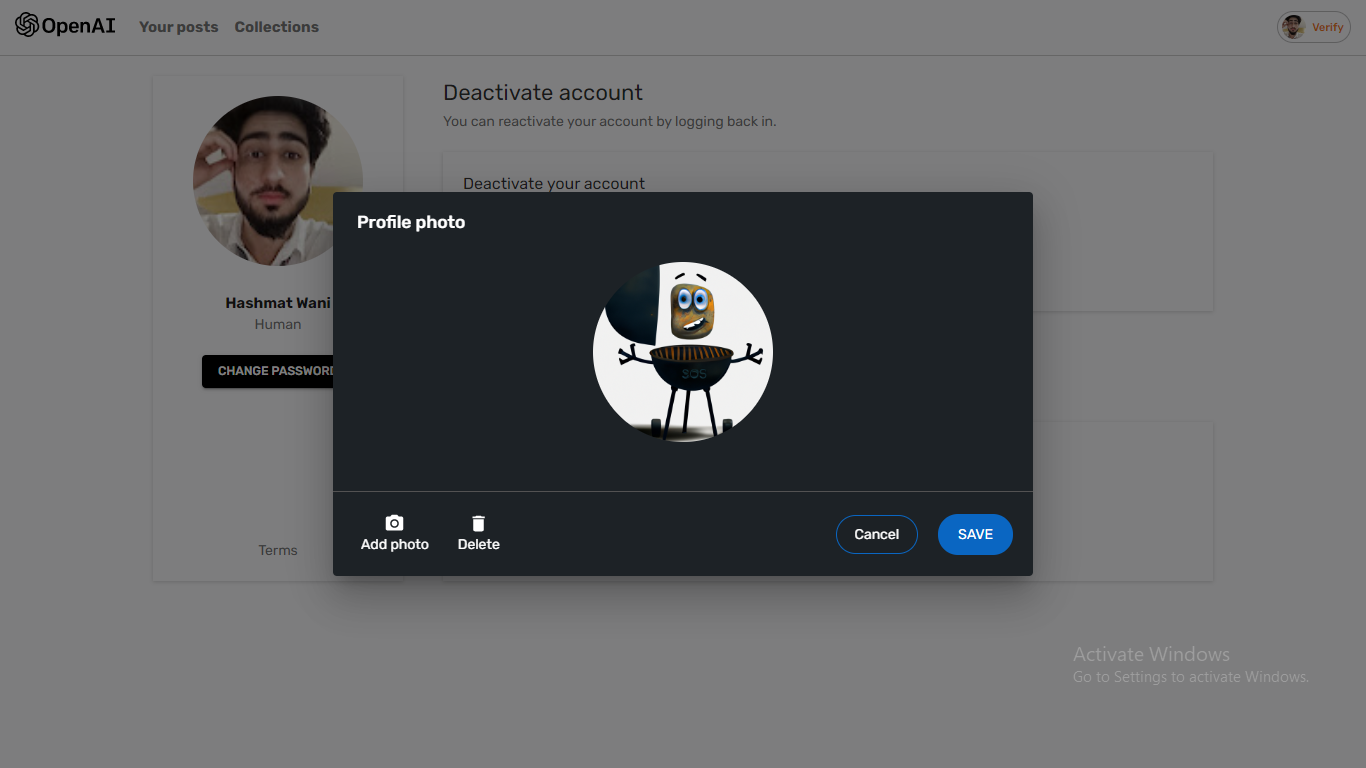 OpenAI
Your posts
Collections
Verify
Deactivate account
You can reactivate your account by logging back in.
Deactivate your account
Profile photo
Hashmat Wani
Human
CHANGE PASSWORD
SOS
Terms
Add photo
Delete
Cancel
SAVE
Activate Windows
Go to Settings to activate Windows.